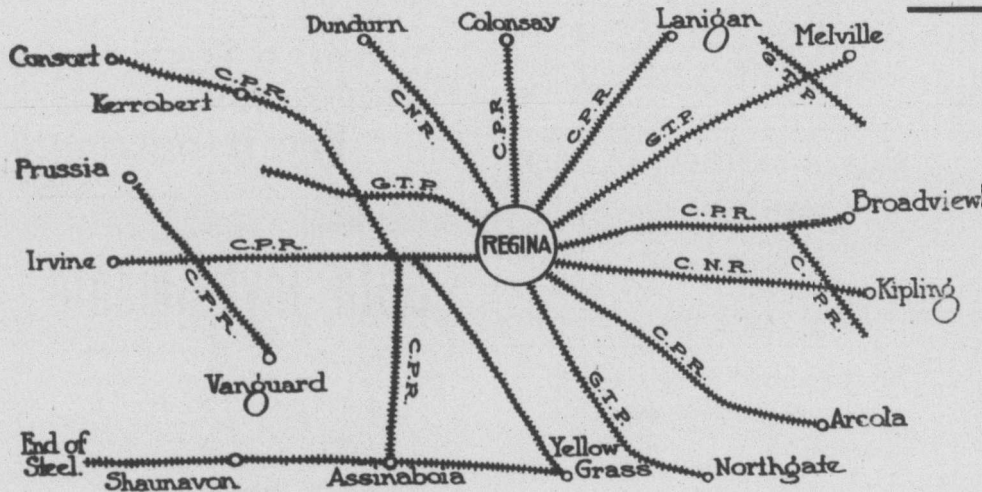 Dundurn
Colonsay
Lanigan
Melville
Consort
C.P.R.
Kerrobert
C.N.R.
C.P.R
C.P.R.
G.T.P.
G.T.P.
Prussia
G.T.P.
C.P.R.
Broadview
REGINA
Irvine
C.P.R.
C.P.R.
C.N.R.
C.P.R.
Kipling
Vanguard
C.P.R.
G.T.P.
C.P.R.
Arcola
End of
Steel.
Shaunavon
Assinaboia
Yellow
Grass
Northgate